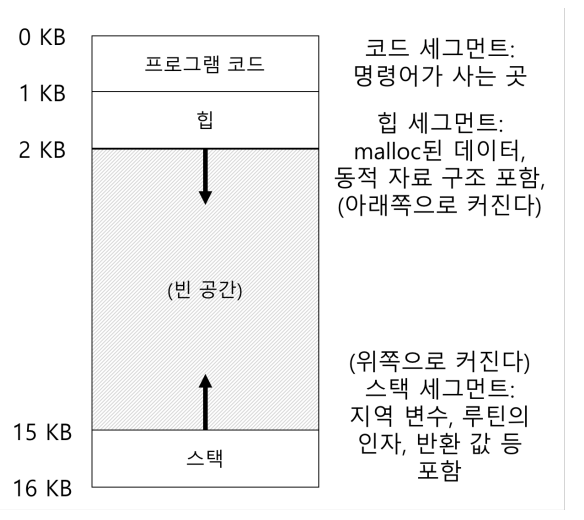 0 KB
프로그램 코드
코드 세그먼트:
명령어가 사는 곳
1 KB
힙
힙 세그먼트:
malloc된 데이터,
동적 자료 구조 포함,
(아래쪽으로 커진다)
2 KB
(빈 공간)
(위쪽으로 커진다)
스택 세그먼트:
지역 변수, 루틴의
인자, 반환 값 등
포함
15 KB
스택
16 KB